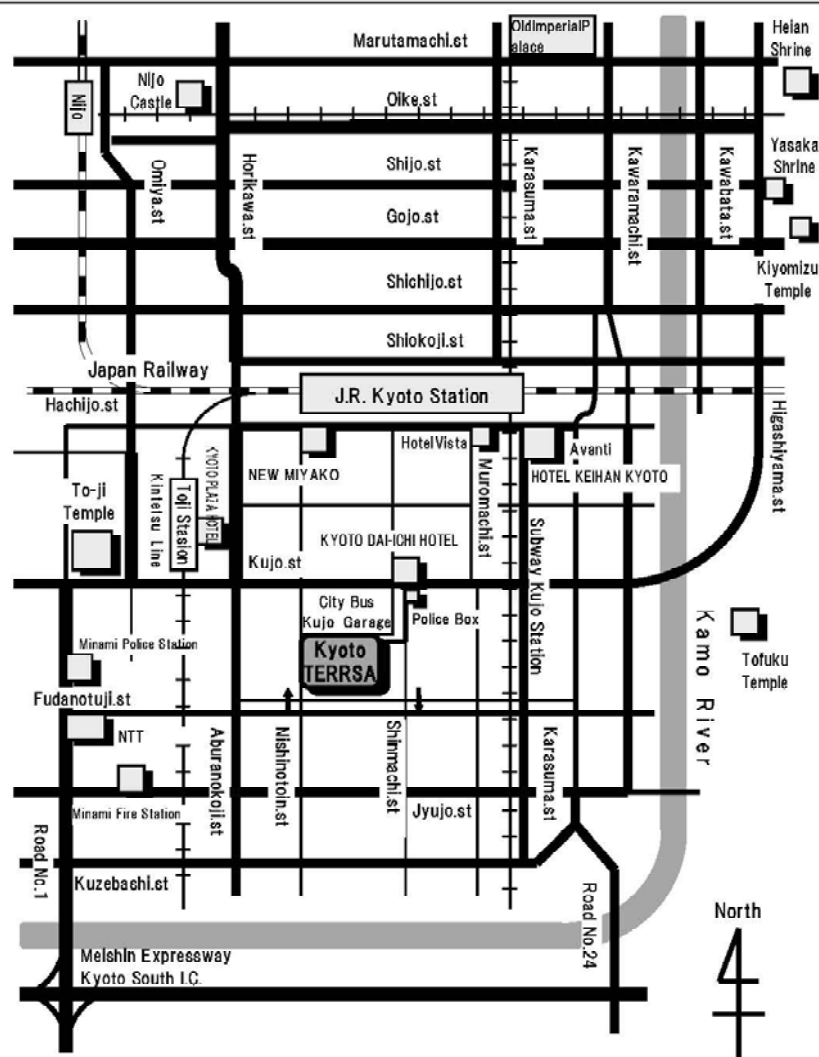 Marutamachi.st
OldImperialP
alace
Heian
Shrine
Nijo
Nijo
Castle
Oike.st
Yasaka
Shrine
Omiya.st
Horikawa.st
Shijo.st
Karasuma.st
Kawaramachi.st
Kawabata.st
Gojo.st
Kiyomizu
Temple
Shichijo.st
Shiokoji.st
Japan Railway
J.R. Kyoto Station
Hachijo.st
Higashiyama.st
HotelVista
Avanti
NEW MIYAKO
HOTEL KEIHAN KYOTO
To-ji
Temple
Kintetsu Line
Toji Stasion
KYOTO PLAZA HOTEL
Muromachi.st
KYOTO DAI-ICHI HOTEL
Subway Kujo Station
Kujo.st
City Bus
Kujo Garage
Police Box
Kyoto
TERRSA
Minami Police Station
Kamo River
Tofuku
Temple
Fudanotuji.st
NTT
Aburanokoji.st
Nishinotoin.st
Shinmachi.st
Karasuma.st
Minami Fire Station
Jyujo.st
Road No.1
Kuzebashi.st
Road No.24
North
Meishin Expressway
Kyoto South I.C.